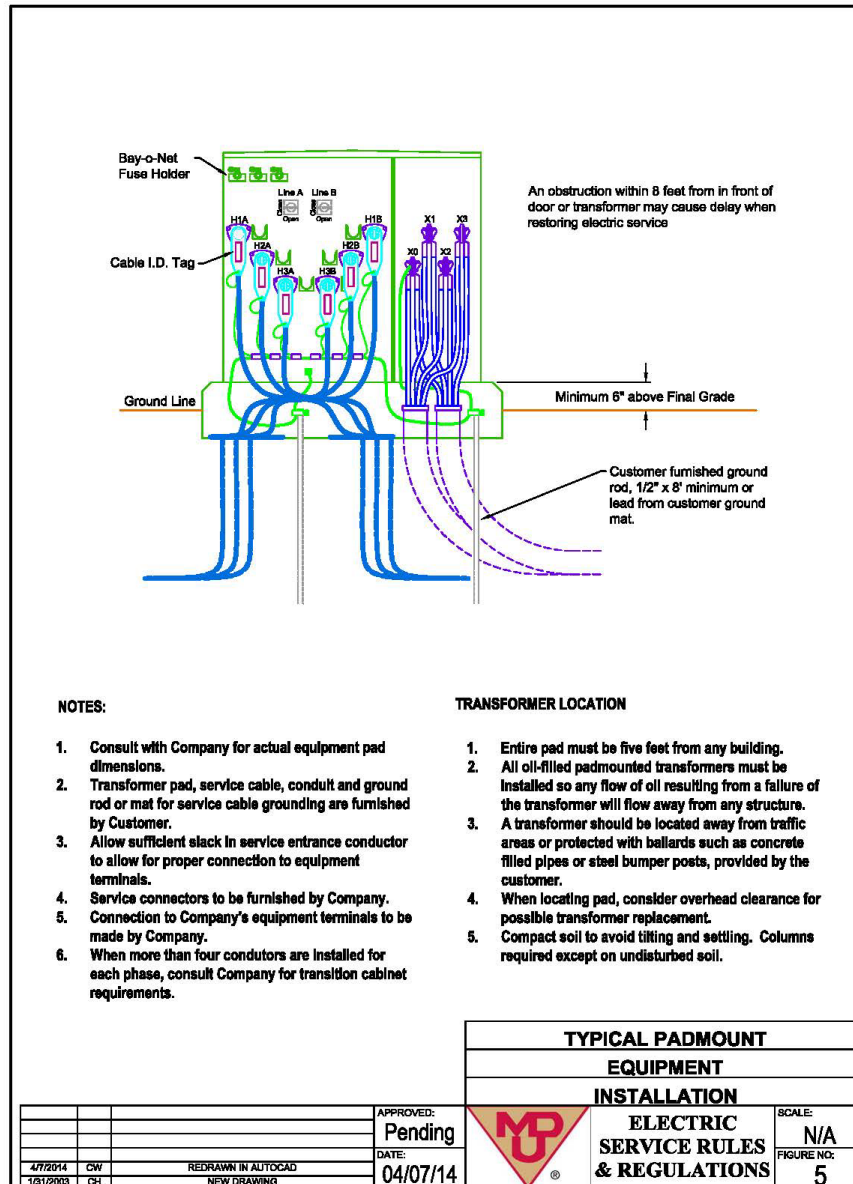 Bay-o-Net
Fuse Holder
Line A Line B
Close
Open
Close
Open
H1A
H2A
H3A
H3B
H2B
H1B
X1
X3
X0
X2
Cable I.D. Tag
An obstruction within 8 feet from in front of
door or transformer may cause delay when
restoring electric service
Ground Line
Minimum 6" above Final Grade
Customer furnished ground
rod, 1/2" x 8' minimum or
lead from customer ground
mat.
NOTES:
1. Consult with Company for actual equipment pad
dimensions.
2. Transformer pad, service cable, conduit and ground
rod or mat for service cable grounding are furnished
by Customer.
3. Allow sufficient slack in service entrance conductor
to allow for proper connection to equipment
terminals.
4. Service connectors to be furnished by Company.
5. Connection to Company's equipment terminals to be
made by Company.
6. When more than four condutors are installed for
each phase, consult Company for transition cabinet
requirements.
TRANSFORMER LOCATION
1. Entire pad must be five feet from any building.
2. All oil-filled padmounted transformers must be
installed so any flow of oil resulting from a failure of
the transformer will flow away from any structure.
3. A transformer should be located away from traffic
areas or protected with ballards such as concrete
filled pipes or steel bumper posts, provided by the
customer.
4. When locating pad, consider overhead clearance for
possible transformer replacement.
5. Compact soil to avoid tilting and settling. Columns
required except on undisturbed soil.
TYPICAL PADMOUNT
EQUIPMENT
INSTALLATION
4/7/2014 CW REDRAWN IN AUTOCAD
1/31/2003 CH NEW DRAWING
APPROVED:
Pending
DATE:
04/07/14
MPU ®
ELECTRIC
SERVICE RULES
& REGULATIONS
SCALE:
N/A
FIGURE NO:
5